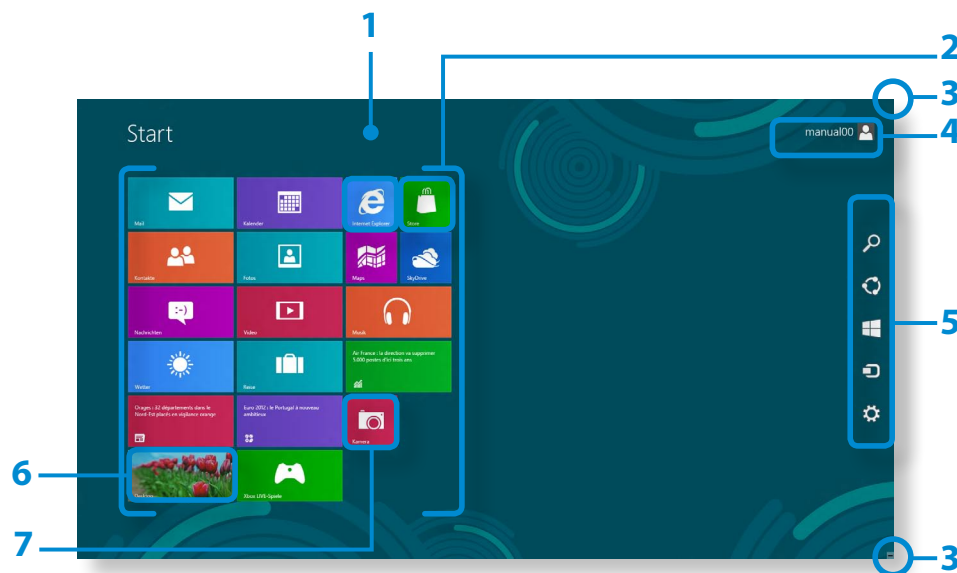 1
2
3
Start
manual00
4
Mail
Kalender
Internet Explorer
Store
Kontakte
Fotos
Maps
SkyDrive
5
Nachrichten
Video
Musik
Wetter
Reise
Air France : la direction va supprimer
5.000 postes d'ici trois ans
Orages : 32 départements dans le
Nord-Est placés en vigilance orange
Euro 2012 : le Portugal à nouveau
ambitieux
Kamera
6
Desktop
Xbox LIVE-Spiele
7
3